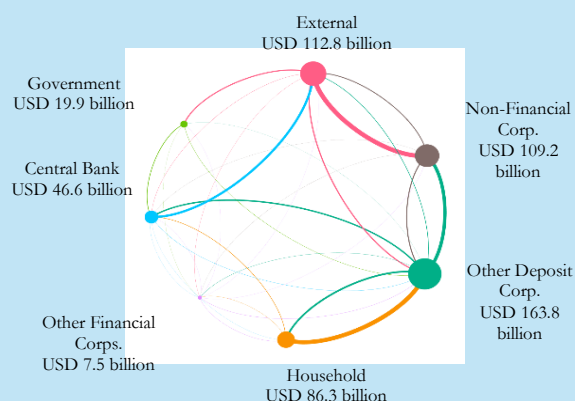 External
USD 112.8 billion
Government
USD 19.9 billion
Non-Financial
Corp.
USD 109.2
billion
Central Bank
USD 46.6 billion
Other Deposit
Corp.
USD 163.8
billion
Other Financial
Corps.
USD 7.5 billion
Household
USD 86.3 billion